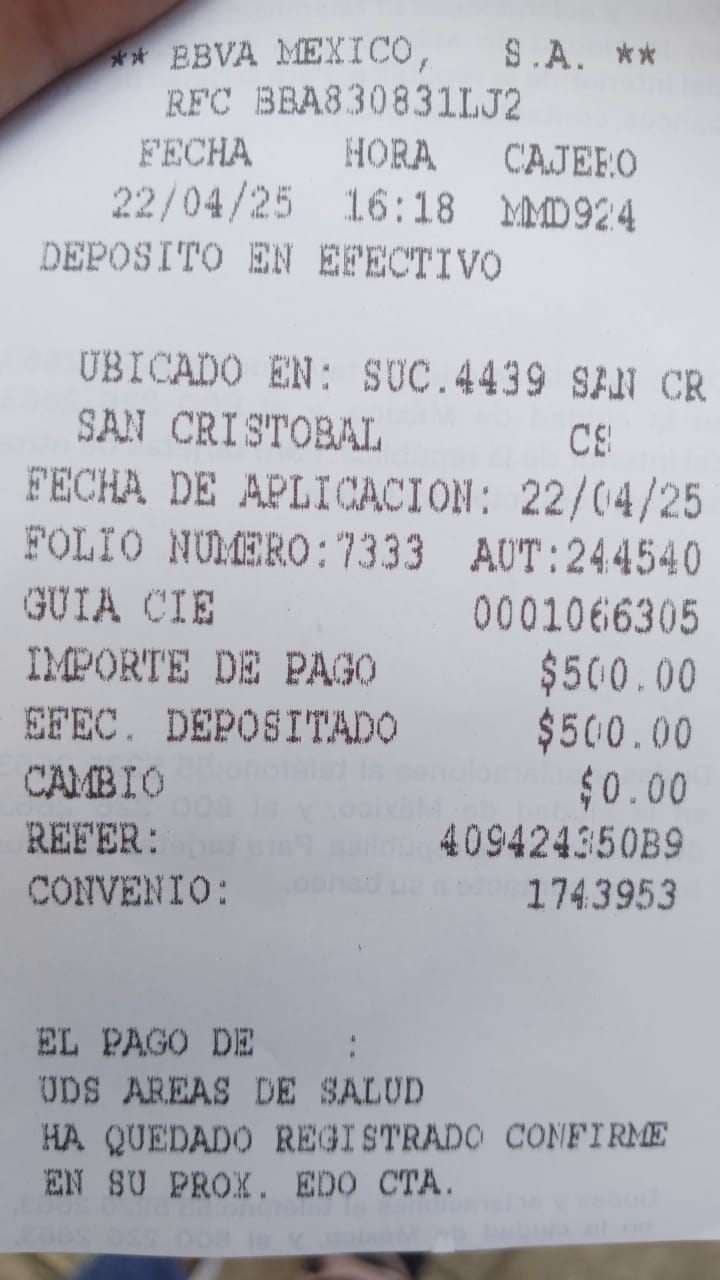 ** BBVA MEXICO, S.A. **
RFC BBA830831LJ2
FECHA HORA CAJERO
22/04/25 16:18 MMD924
DEPOSITO EN EFECTIVO
UBICADO EN: SUC.4439 SAN CR
SAN CRISTOBAL CS
FECHA DE APLICACION: 22/04/25
FOLIO NUMERO:7333 AUT:244540
GUIA CIE 0001066305
IMPORTE DE PAGO $500.00
EFEC. DEPOSITADO $500.00
CAMBIO $0.00
REFER: 409424350B9
CONVENIO: 1743953
EL PAGO DE :
UDS AREAS DE SALUD
HA QUEDADO REGISTRADO CONFIRME
EN SU PROX. EDO CTA.